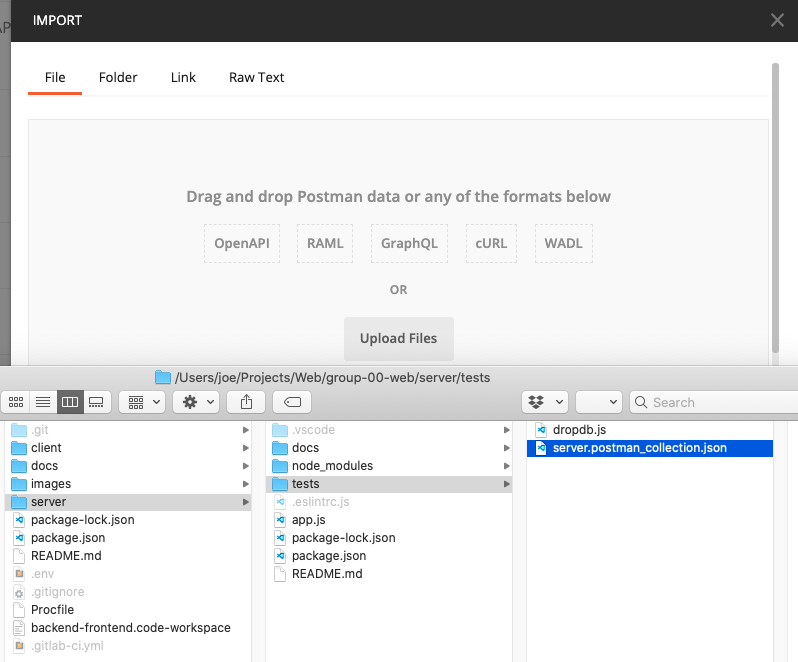 IMPORT
File Folder Link Raw Text
Drag and drop Postman data or any of the formats below
OpenAPI RAML GraphQL cURL WADL
OR
Upload Files
/Users/joe/Projects/Web/group-00-web/server/tests
Search
.git
client
docs
images
server
package-lock.json
package.json
README.md
.env
.gitignore
Procfile
backend-frontend.code-workspace
.gitlab-ci.yml
.vscode
docs
node_modules
tests
.eslintrc.js
app.js
package-lock.json
package.json
README.md
dropdb.js
server.postman_collection.json